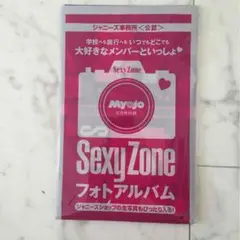 ジャニーズ事務所<公認>
学校へも旅行へもいつでもどこでも
大好きなメンバーといっしょ♥
Sexy Zone
Myojo
Sexy Zone
フォトアルバム
ジャニーズショップの生写真もぴったり入る!